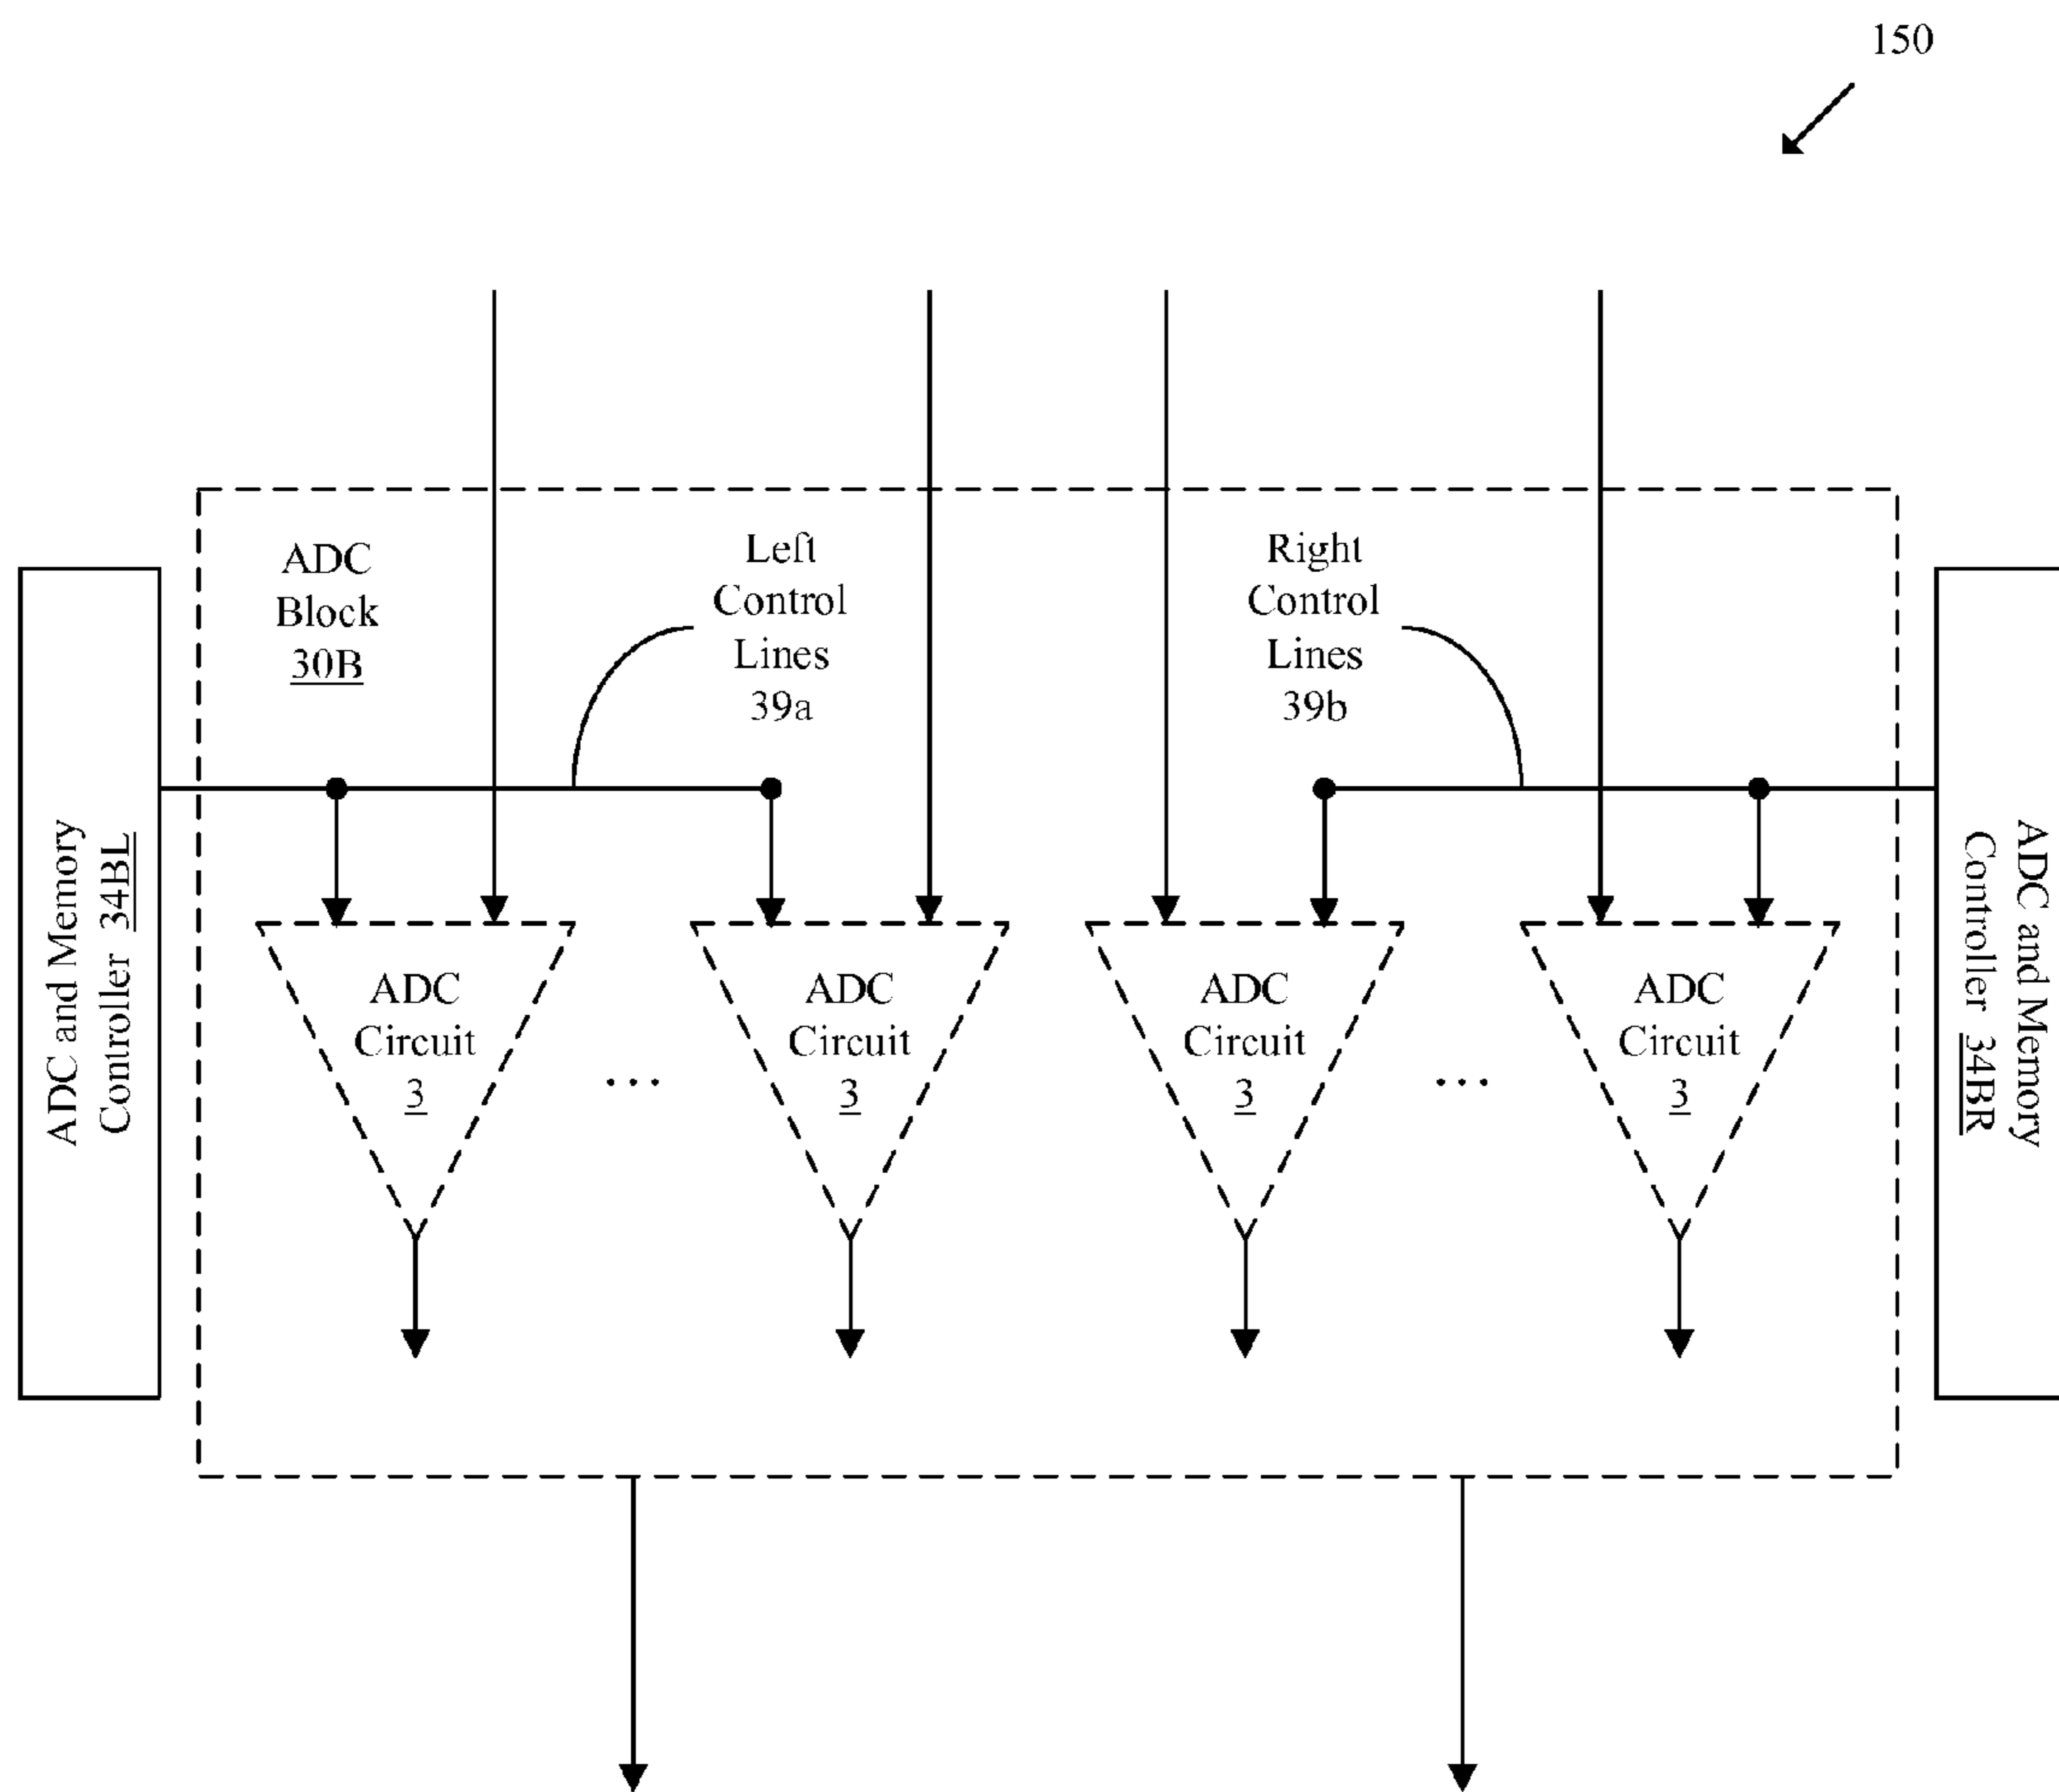 150
ADC
Block
30B
Left
Control
Lines
39a
Right
Control
Lines
39b
ADC and Memory
Controller 34BL
ADC
Circuit
3
...
ADC
Circuit
3
ADC
Circuit
3
...
ADC
Circuit
3
ADC and Memory
Controller 34BR